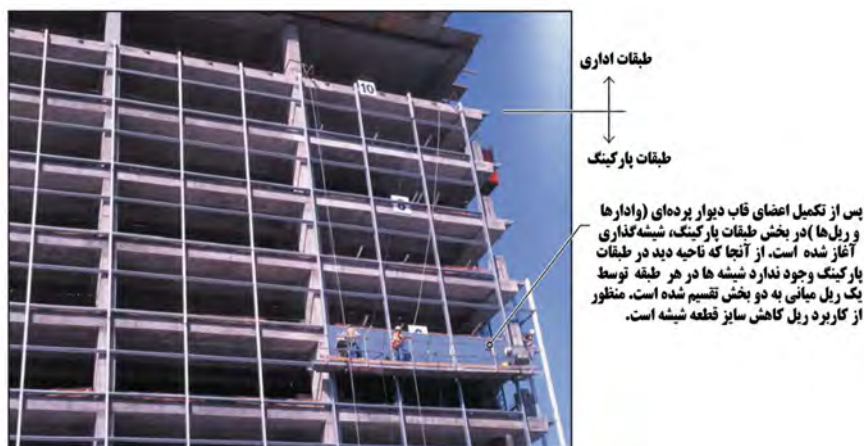 طبقات اداری
طبقات پارکینگ
پس از تکمیل اعضای قاب دیوار پرده‌ای (وادارها
و ریل‌ها )در بخش طبقات پارکینگ، شیشه‌گذاری
آغاز شده است. از آنجا که ناحیه دید در طبقات
پارکینگ وجود ندارد شیشه ها در هر طبقه توسط
یک ریل میانی به دو بخش تقسیم شده است. منظور
از کاربرد ریل کاهش سایز قطعه شیشه است.
10